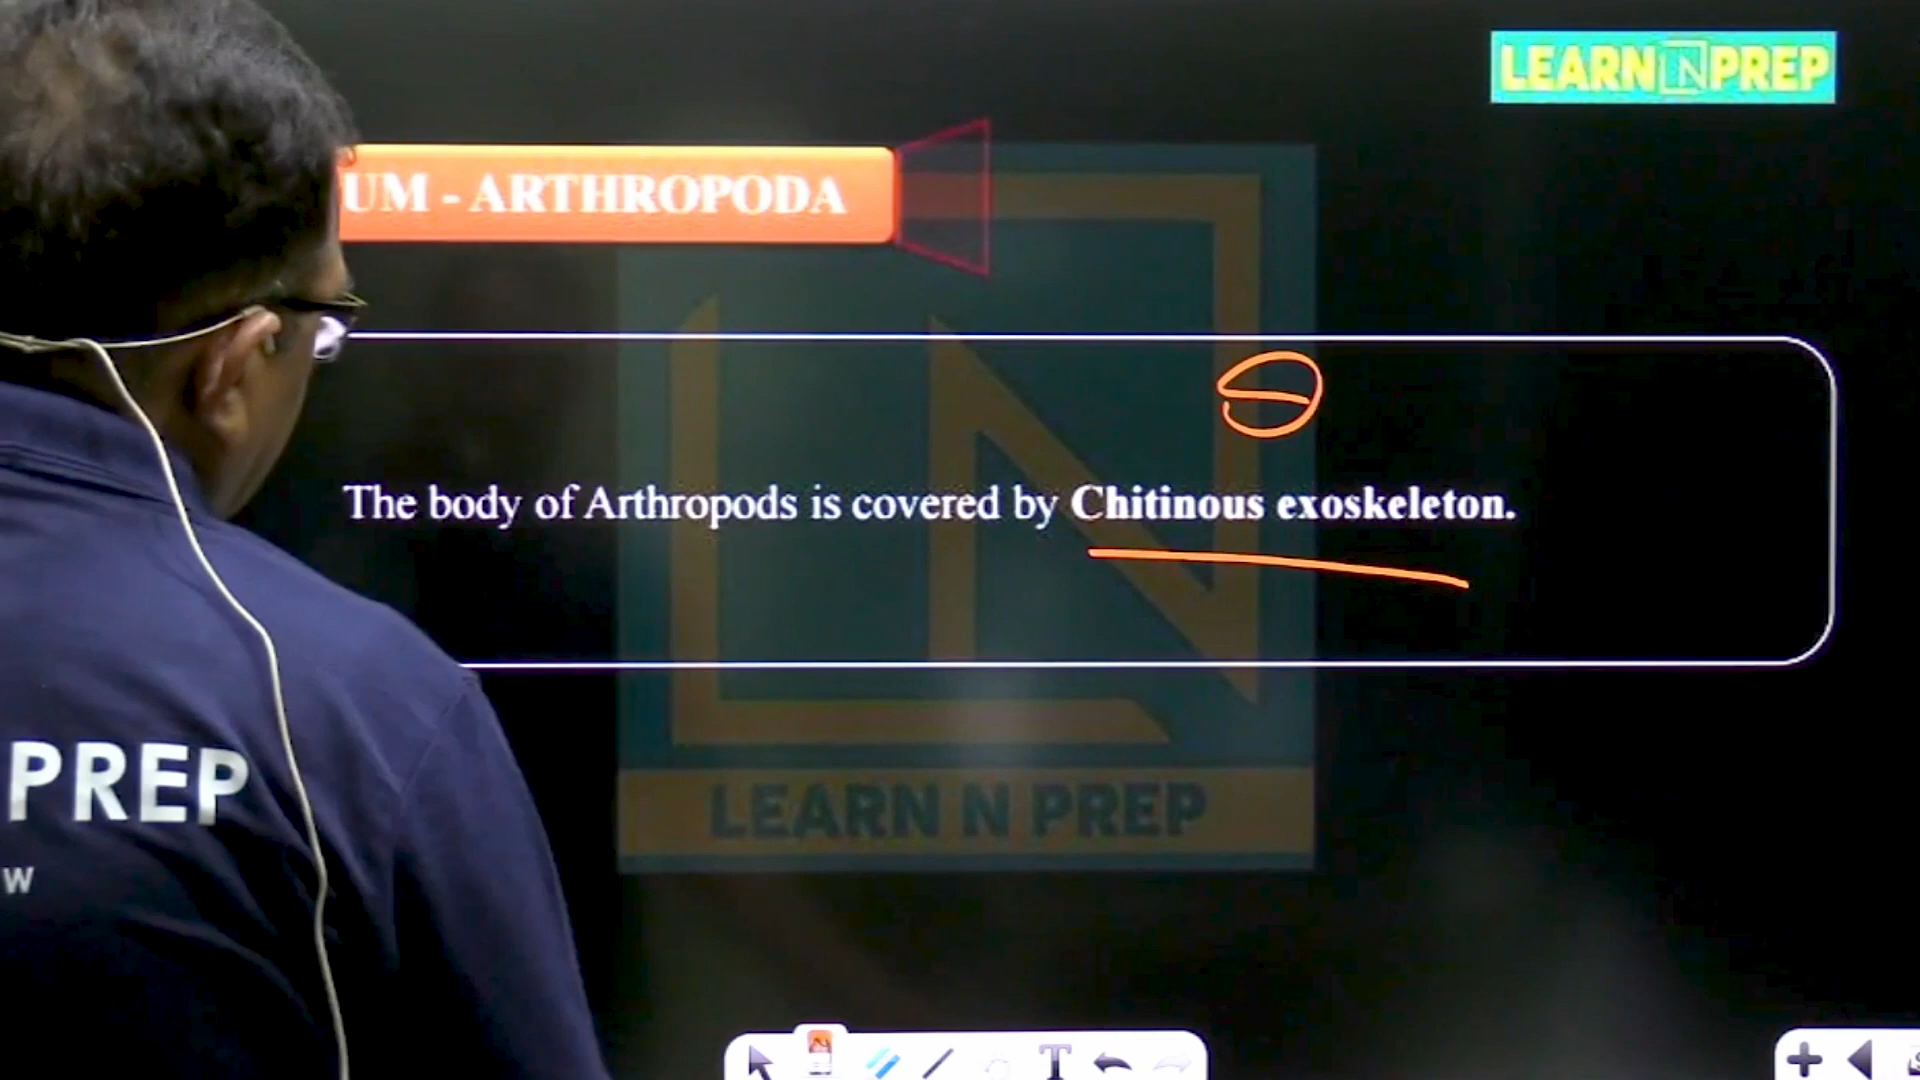 LEARN N PREP
UM - ARTHROPODA
The body of Arthropods is covered by Chitinous exoskeleton.
LEARN N PREP
PREP
W
T